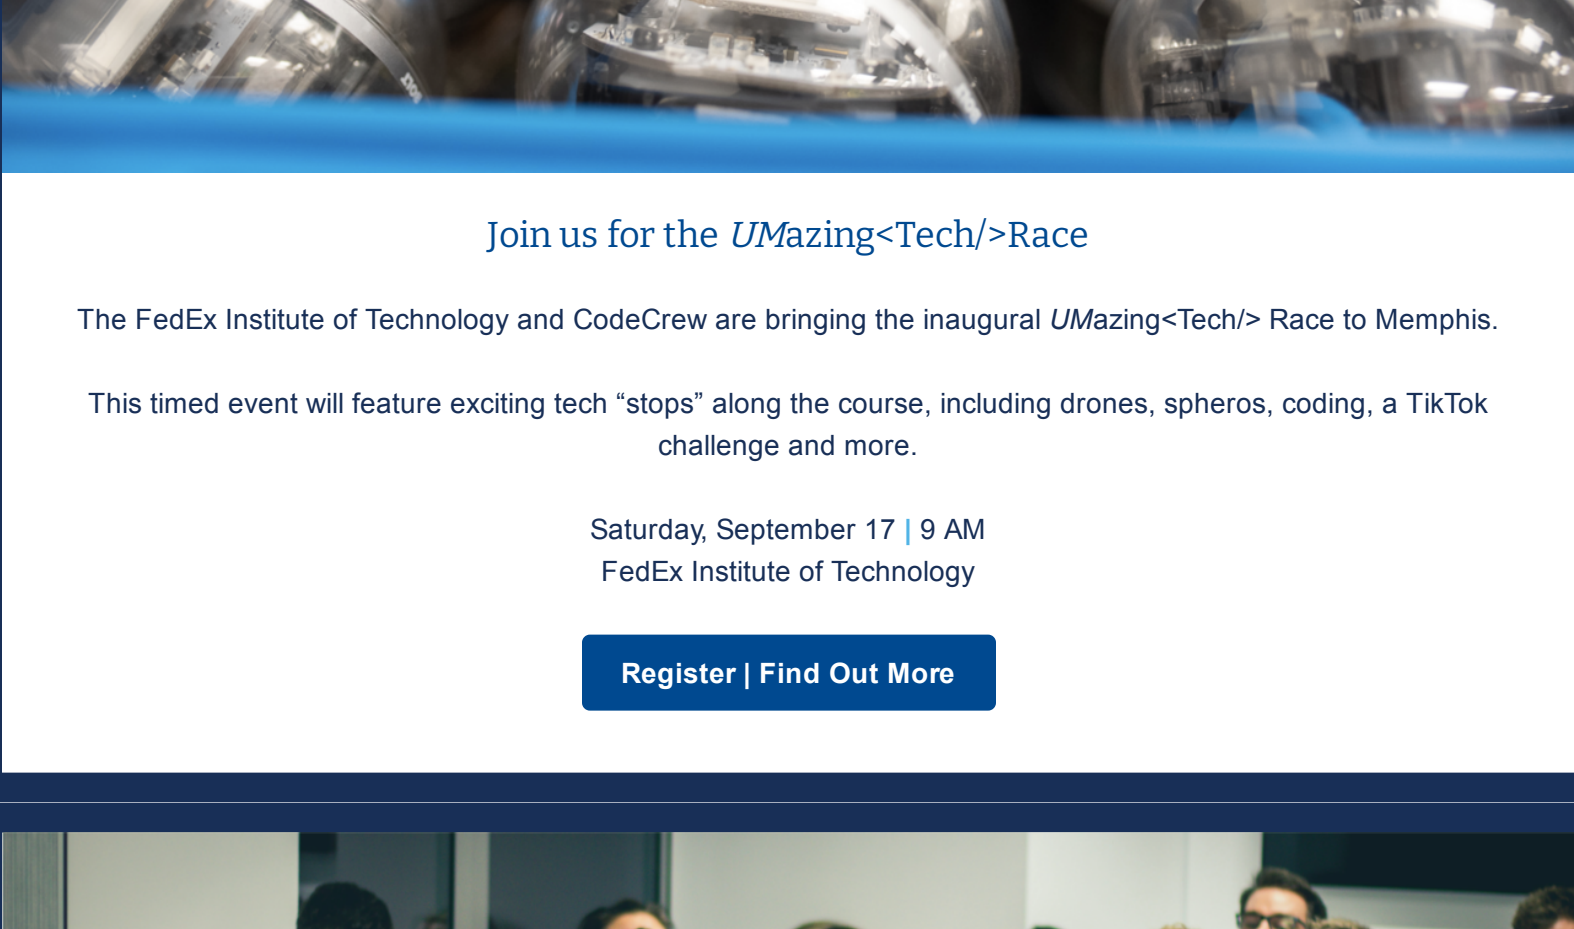 Join us for the UMazing<Tech/>Race
The FedEx Institute of Technology and CodeCrew are bringing the inaugural UMazing<Tech/> Race to Memphis.
This timed event will feature exciting tech “stops” along the course, including drones, spheros, coding, a TikTok
challenge and more.
Saturday, September 17 | 9 AM
FedEx Institute of Technology
Register | Find Out More